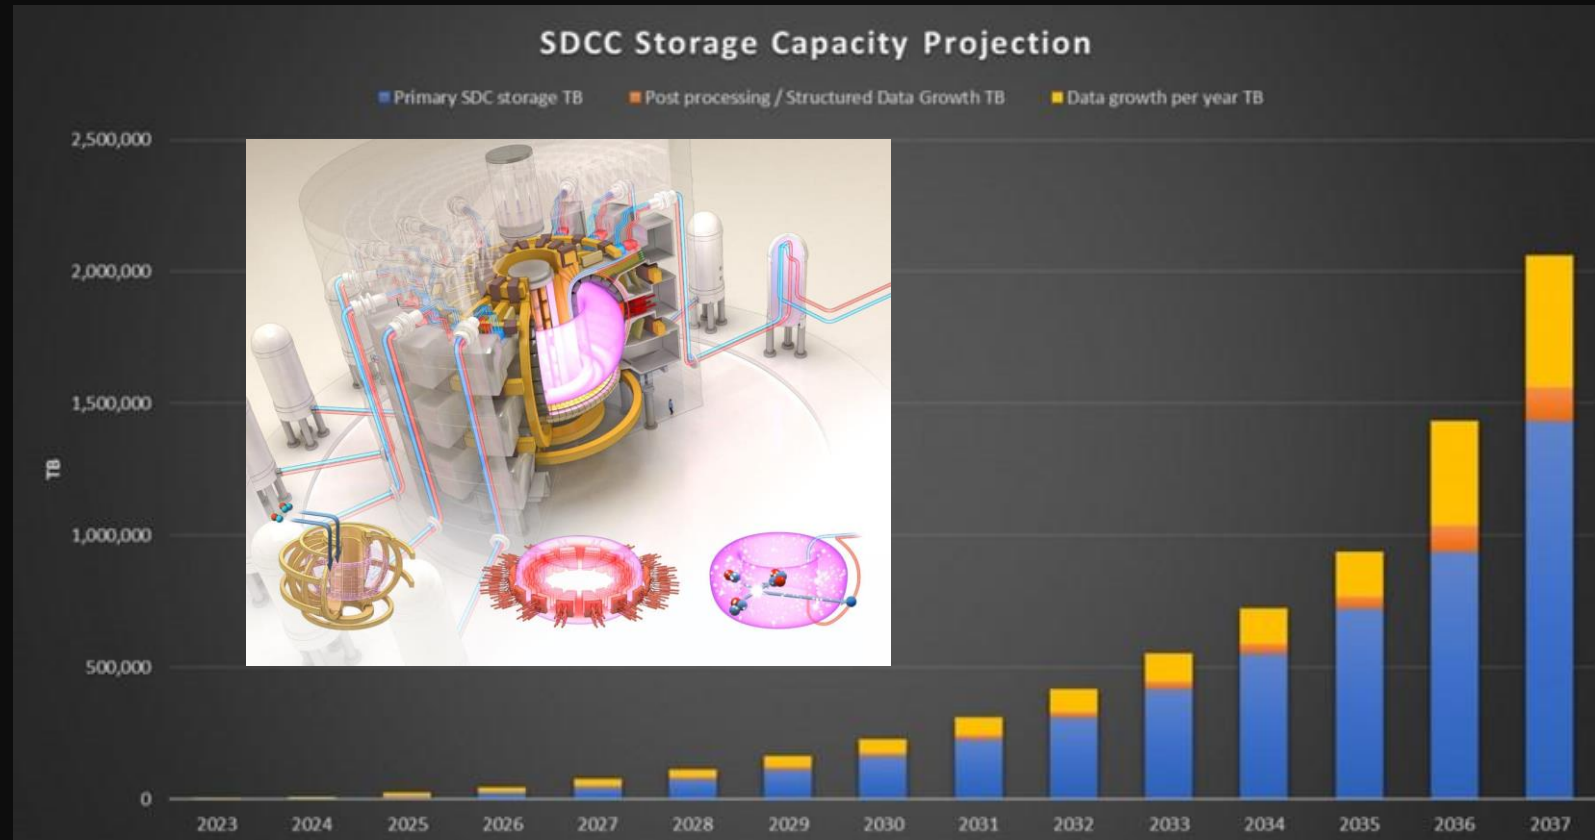 SDCC Storage Capacity Projection
Primary SDC storage TB Post processing / Structured Data Growth TB Data growth per year TB
2,500,000
2,000,000
1,500,000
1,000,000
500,000
0
TB
2023 2024 2025 2026 2027 2028 2029 2030 2031 2032 2033 2034 2035 2036 2037